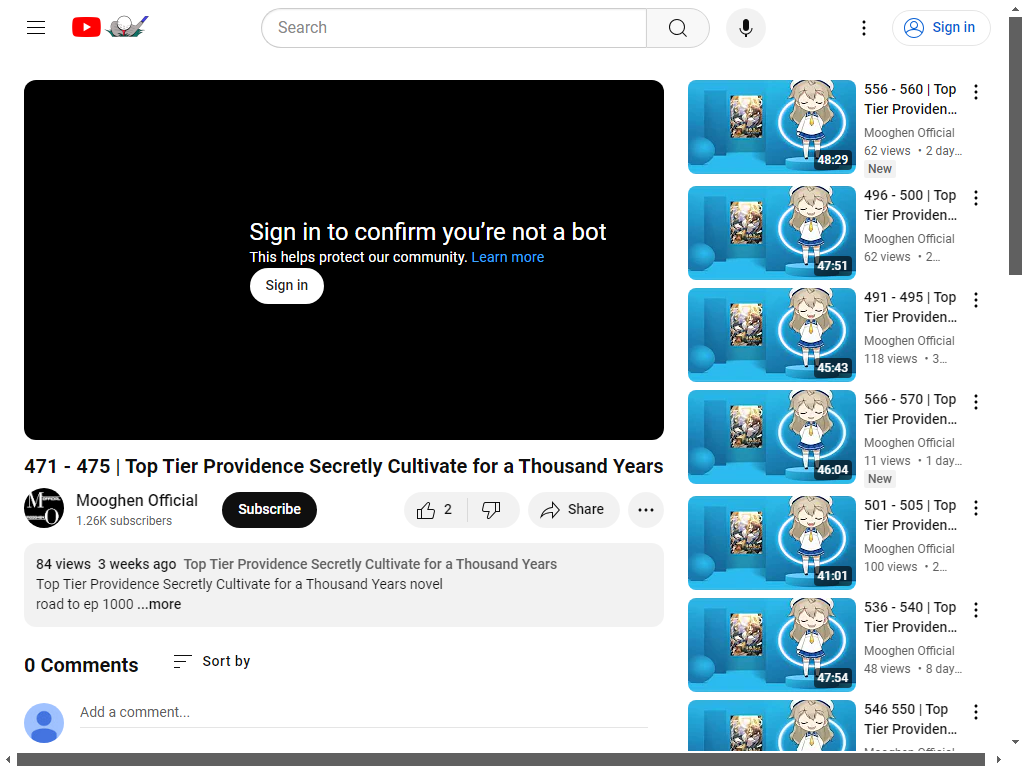 Search
Sign in
Sign in to confirm you're not a bot
This helps protect our community. Learn more
Sign in
471 - 475 | Top Tier Providence Secretly Cultivate for a Thousand Years
Mooghen Official
1.26K subscribers
Subscribe
2
Share
84 views 3 weeks ago Top Tier Providence Secretly Cultivate for a Thousand Years
Top Tier Providence Secretly Cultivate for a Thousand Years novel
road to ep 1000 ...more
0 Comments
Sort by
Add a comment...
48:29
556 - 560 | Top
Tier Providen...
Mooghen Official
62 views • 2 day...
New
47:51
496 - 500 | Top
Tier Providen...
Mooghen Official
62 views • 2...
45:43
491 - 495 | Top
Tier Providen...
Mooghen Official
118 views • 3...
46:04
566 - 570 | Top
Tier Providen...
Mooghen Official
11 views • 1 day...
New
41:01
501 - 505 | Top
Tier Providen...
Mooghen Official
100 views • 2...
47:54
536 - 540 | Top
Tier Providen...
Mooghen Official
48 views • 8 day...
546 550 | Top
Tier Providen...
Mooghen Official